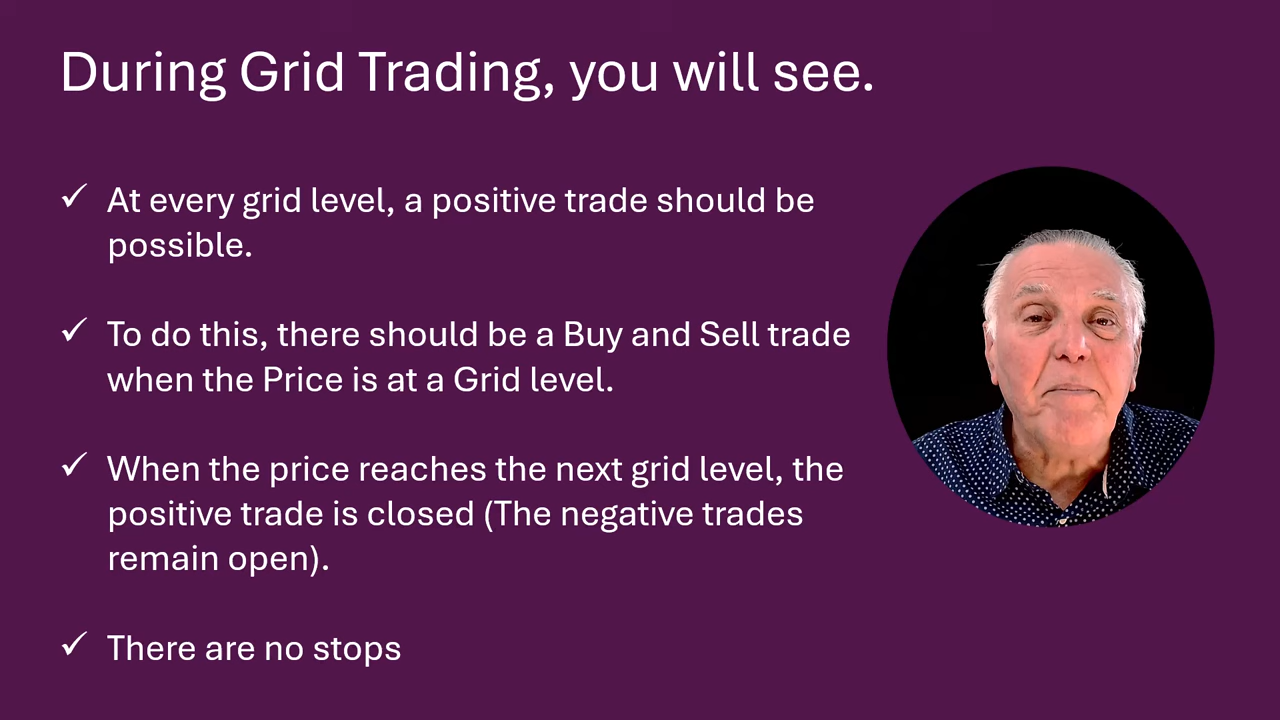 During Grid Trading, you will see.
✓ At every grid level, a positive trade should be
possible.
✓ To do this, there should be a Buy and Sell trade
when the Price is at a Grid level.
✓ When the price reaches the next grid level, the
positive trade is closed (The negative trades
remain open).
✓ There are no stops